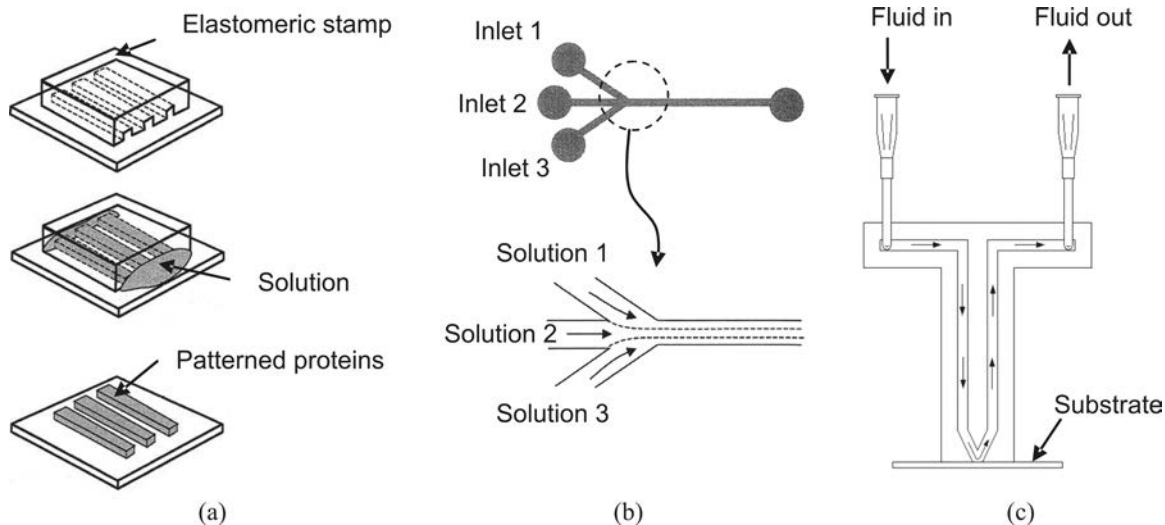 Elastomeric stamp
Solution
Patterned proteins
(a)
Inlet 1
Inlet 2
Inlet 3
Solution 1
Solution 2
Solution 3
(b)
Fluid in
Fluid out
Substrate
(c)